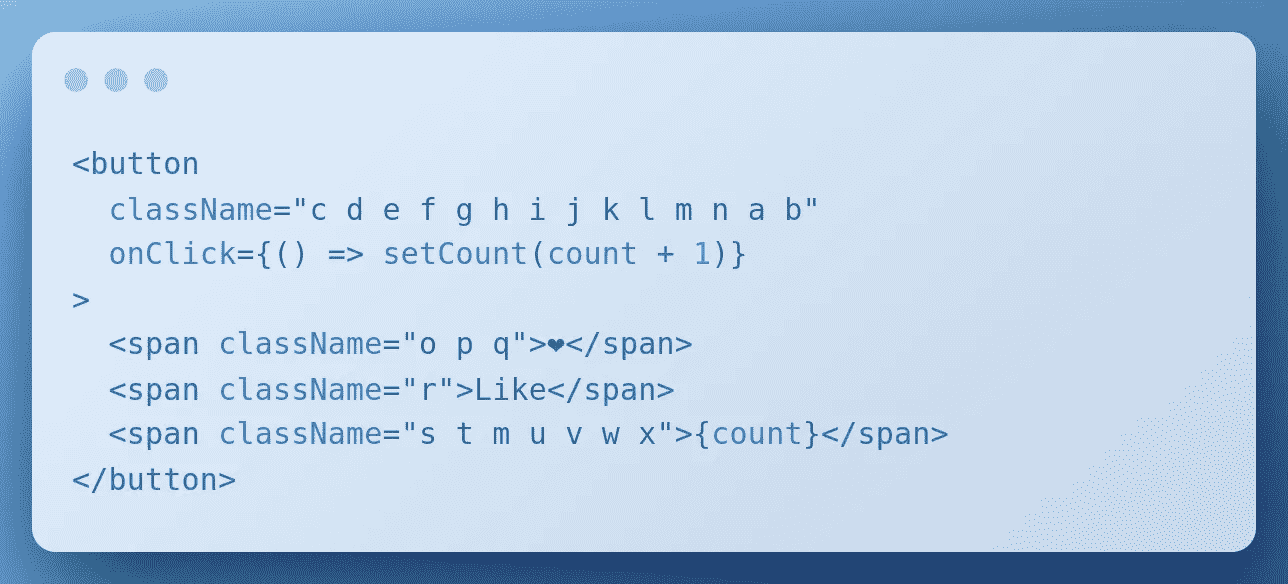 <button
  className="c d e f g h i j k l m n a b"
  onClick={() => setCount(count + 1)}
>
  <span className="o p q">❤</span>
  <span className="r">Like</span>
  <span className="s t m u v w x">{count}</span>
</button>